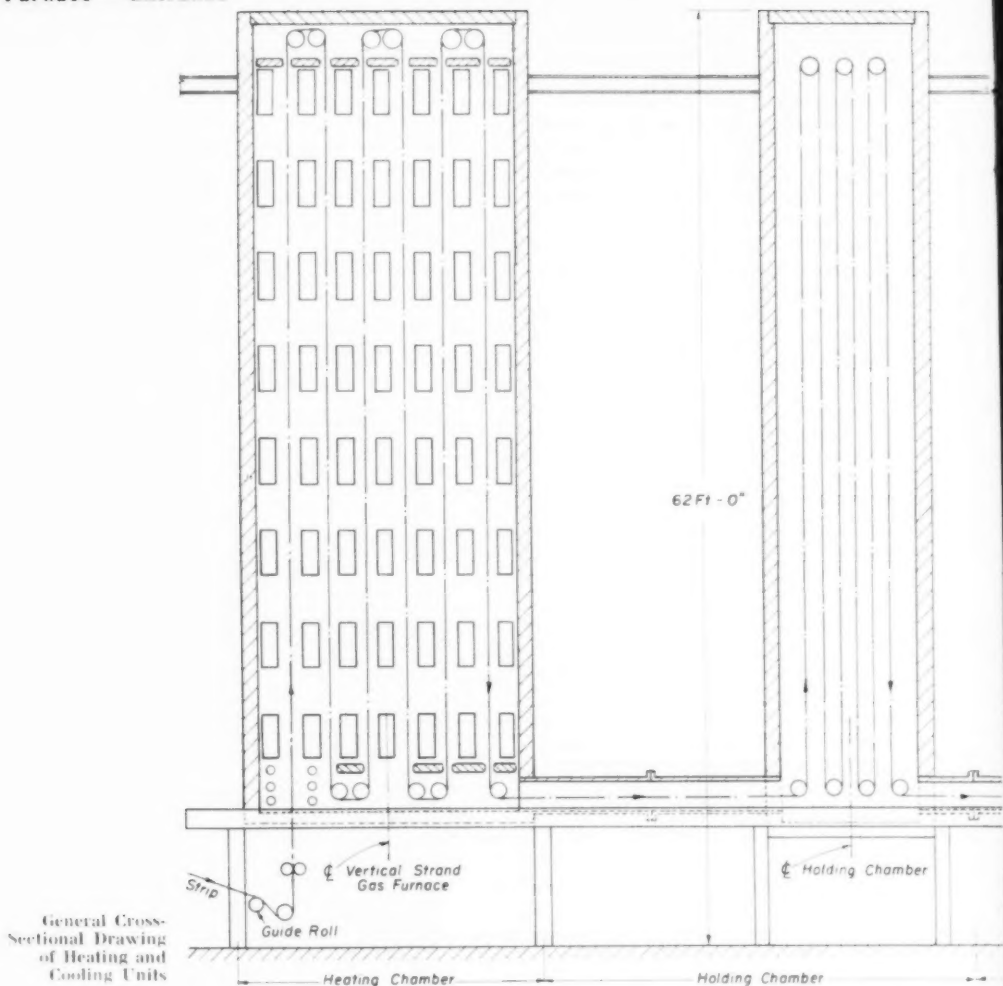 62 Ft - 0"
℄ Vertical Strand
Gas Furnace
℄ Holding Chamber
Strip
Guide Roll
General Cross-
Sectional Drawing
of Heating and
Cooling Units
Heating Chamber
Holding Chamber